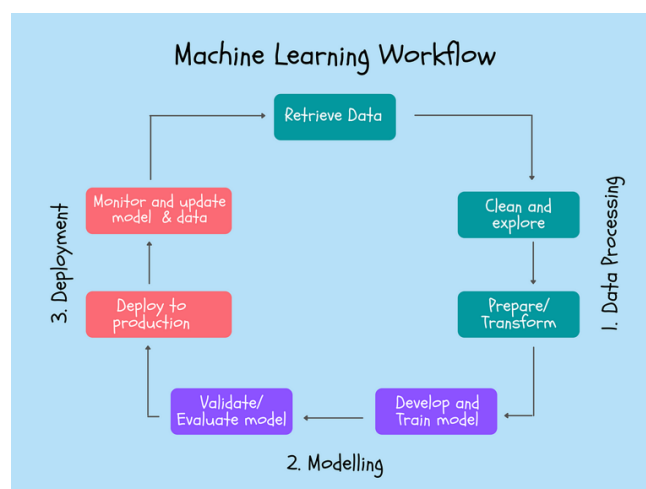 Machine Learning Workflow
Retrieve Data
Clean and
explore
Prepare/
Transform
1. Data Processing
Develop and
Train model
Validate/
Evaluate model
2. Modelling
Deploy to
production
Monitor and update
model & data
3. Deployment